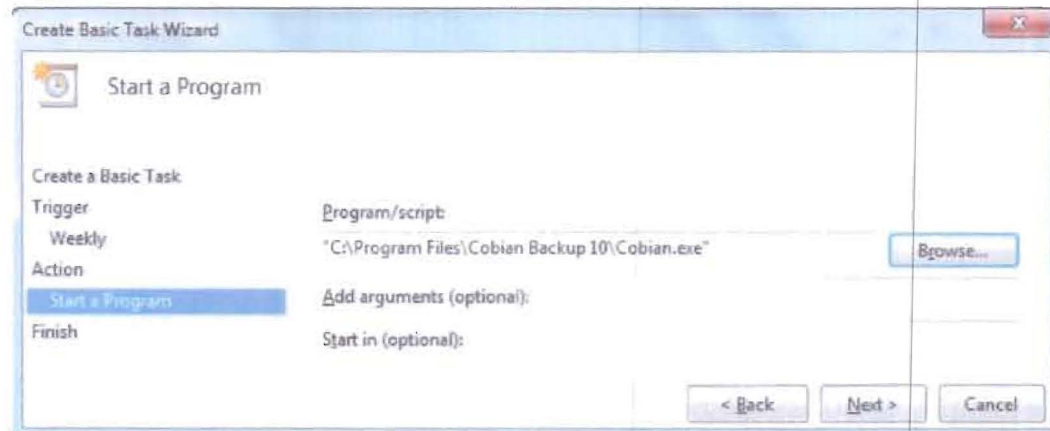 Create Basic Task Wizard
Start a Program
Create a Basic Task
Trigger
Weekly
Action
Start a Program
Finish
Program/script:
"C:\Program Files\Cobian Backup 10\Cobian.exe"
Browse...
Add arguments (optional):
Start in (optional):
< Back
Next >
Cancel